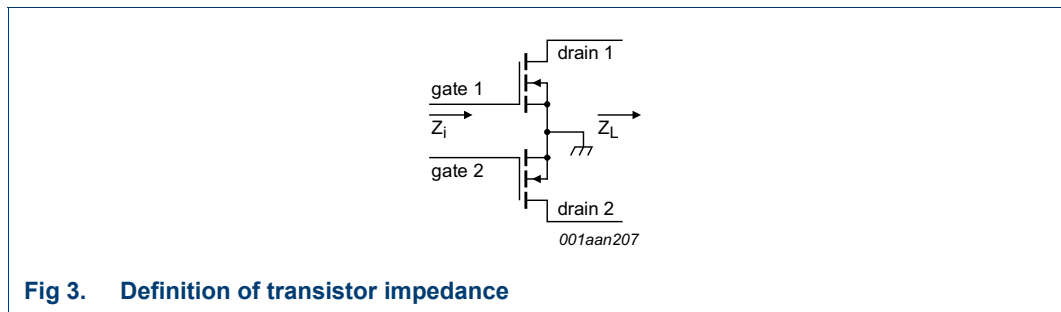 drain 1
gate 1
Zi
ZL
gate 2
drain 2
001aan207
Fig 3. Definition of transistor impedance